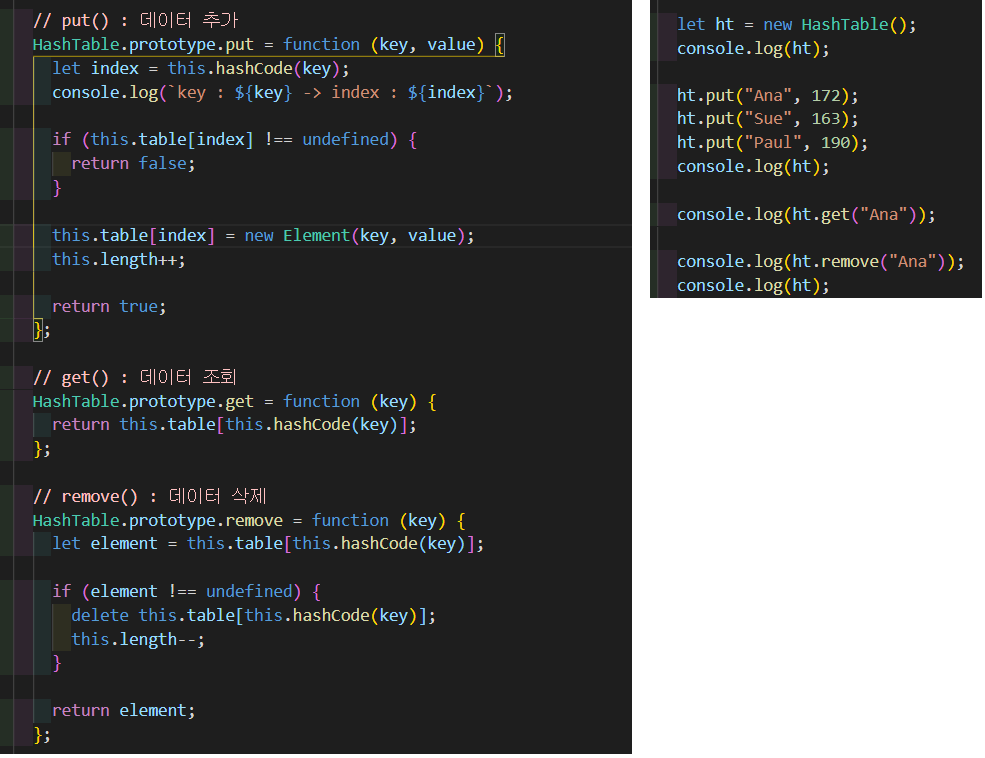 // put() : 데이터 추가
HashTable.prototype.put = function (key, value) {
  let index = this.hashCode(key);
  console.log(`key : ${key} -> index : ${index}`);

  if (this.table[index] !== undefined) {
    return false;
  }

  this.table[index] = new Element(key, value);
  this.length++;

  return true;
};

// get() : 데이터 조회
HashTable.prototype.get = function (key) {
  return this.table[this.hashCode(key)];
};

// remove() : 데이터 삭제
HashTable.prototype.remove = function (key) {
  let element = this.table[this.hashCode(key)];

  if (element !== undefined) {
    delete this.table[this.hashCode(key)];
    this.length--;
  }

  return element;
};

let ht = new HashTable();
console.log(ht);

ht.put("Ana", 172);
ht.put("Sue", 163);
ht.put("Paul", 190);
console.log(ht);

console.log(ht.get("Ana"));

console.log(ht.remove("Ana"));
console.log(ht);